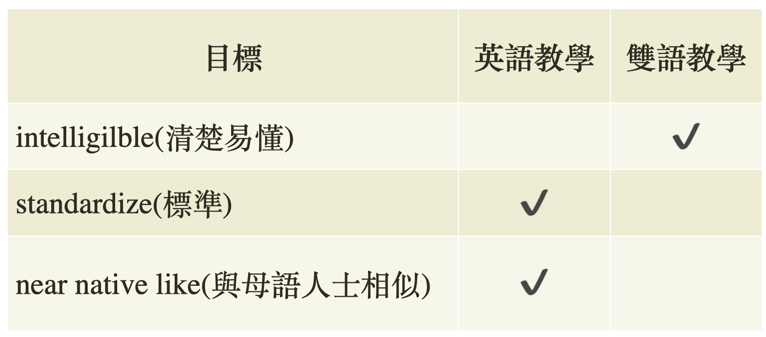 目標 英語教學 雙語教學
intelligilble(清楚易懂) ✔
standardize(標準) ✔
near native like(與母語人士相似) ✔